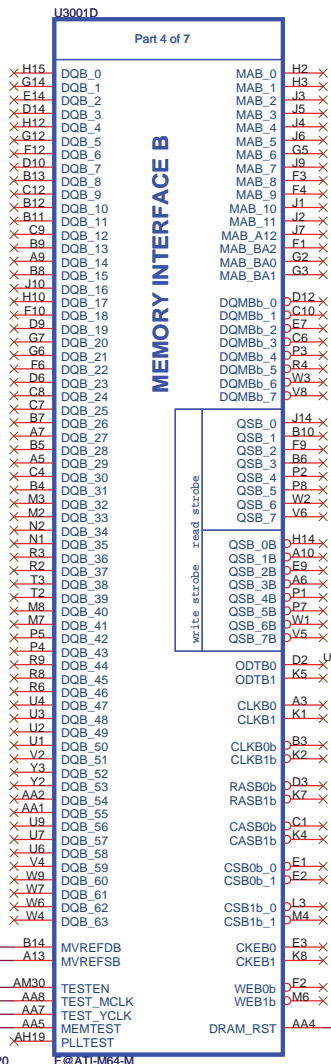 U3001D
Part 4 of 7
MEMORY INTERFACE B
H15 DQB_0 MAB_0 H2
G14 DQB_1 MAB_1 H3
E14 DQB_2 MAB_2 J3
D14 DQB_3 MAB_3 J5
H12 DQB_4 MAB_4 J4
G12 DQB_5 MAB_5 J6
F12 DQB_6 MAB_6 G5
D10 DQB_7 MAB_7 J9
B13 DQB_8 MAB_8 F3
C12 DQB_9 MAB_9 F4
B12 DQB_10 MAB_10 J1
B11 DQB_11 MAB_11 J2
C9 DQB_12 MAB_A12 J7
B9 DQB_13 MAB_BA2 F1
A9 DQB_14 MAB_BA0 G2
B8 DQB_15 MAB_BA1 G3
J10 DQB_16
H10 DQB_17 DQMBb_0 D12
F10 DQB_18 DQMBb_1 C10
D9 DQB_19 DQMBb_2 E7
G7 DQB_20 DQMBb_3 C6
G6 DQB_21 DQMBb_4 P3
F6 DQB_22 DQMBb_5 R4
D6 DQB_23 DQMBb_6 W3
C8 DQB_24 DQMBb_7 V8
C7 DQB_25
B7 DQB_26 QSB_0 J14
A7 DQB_27 QSB_1 B10
B5 DQB_28 QSB_2 F9
A5 DQB_29 QSB_3 B6
C4 DQB_30 QSB_4 P2
B4 DQB_31 QSB_5 P8
M3 DQB_32 QSB_6 W2
M2 DQB_33 QSB_7 V6
read strobe
N2 DQB_34
N1 DQB_35 QSB_0B H14
R3 DQB_36 QSB_1B A10
R2 DQB_37 QSB_2B E9
T3 DQB_38 QSB_3B A6
T2 DQB_39 QSB_4B P1
M8 DQB_40 QSB_5B P7
M7 DQB_41 QSB_6B W1
P5 DQB_42 QSB_7B V5
write strobe
P4 DQB_43
R9 DQB_44 ODTB0 D2 U
R8 DQB_45 ODTB1 K5
R6 DQB_46
U4 DQB_47 CLKB0 A3
U3 DQB_48 CLKB1 K1
U2 DQB_49
U1 DQB_50 CLKB0b B3
V2 DQB_51 CLKB1b K2
Y3 DQB_52
Y2 DQB_53 RASB0b D3
AA2 DQB_54 RASB1b K7
AA1 DQB_55
U9 DQB_56 CASB0b C1
U7 DQB_57 CASB1b K4
U6 DQB_58
V4 DQB_59 CSB0b_0 E1
W9 DQB_60 CSB0b_1 E2
W7 DQB_61
W6 DQB_62 CSB1b_0 L3
W4 DQB_63 CSB1b_1 M4
B14 MVREFDB CKEB0 E3
A13 MVREFSB CKEB1 K8
AM30 TESTEN WEB0b F2
AA8 TEST_MCLK WEB1b M6
AA7 TEST_YCLK
AA5 MEMTEST DRAM_RST AA4
AH19 PLLTEST
20 E@ATI-M64-M